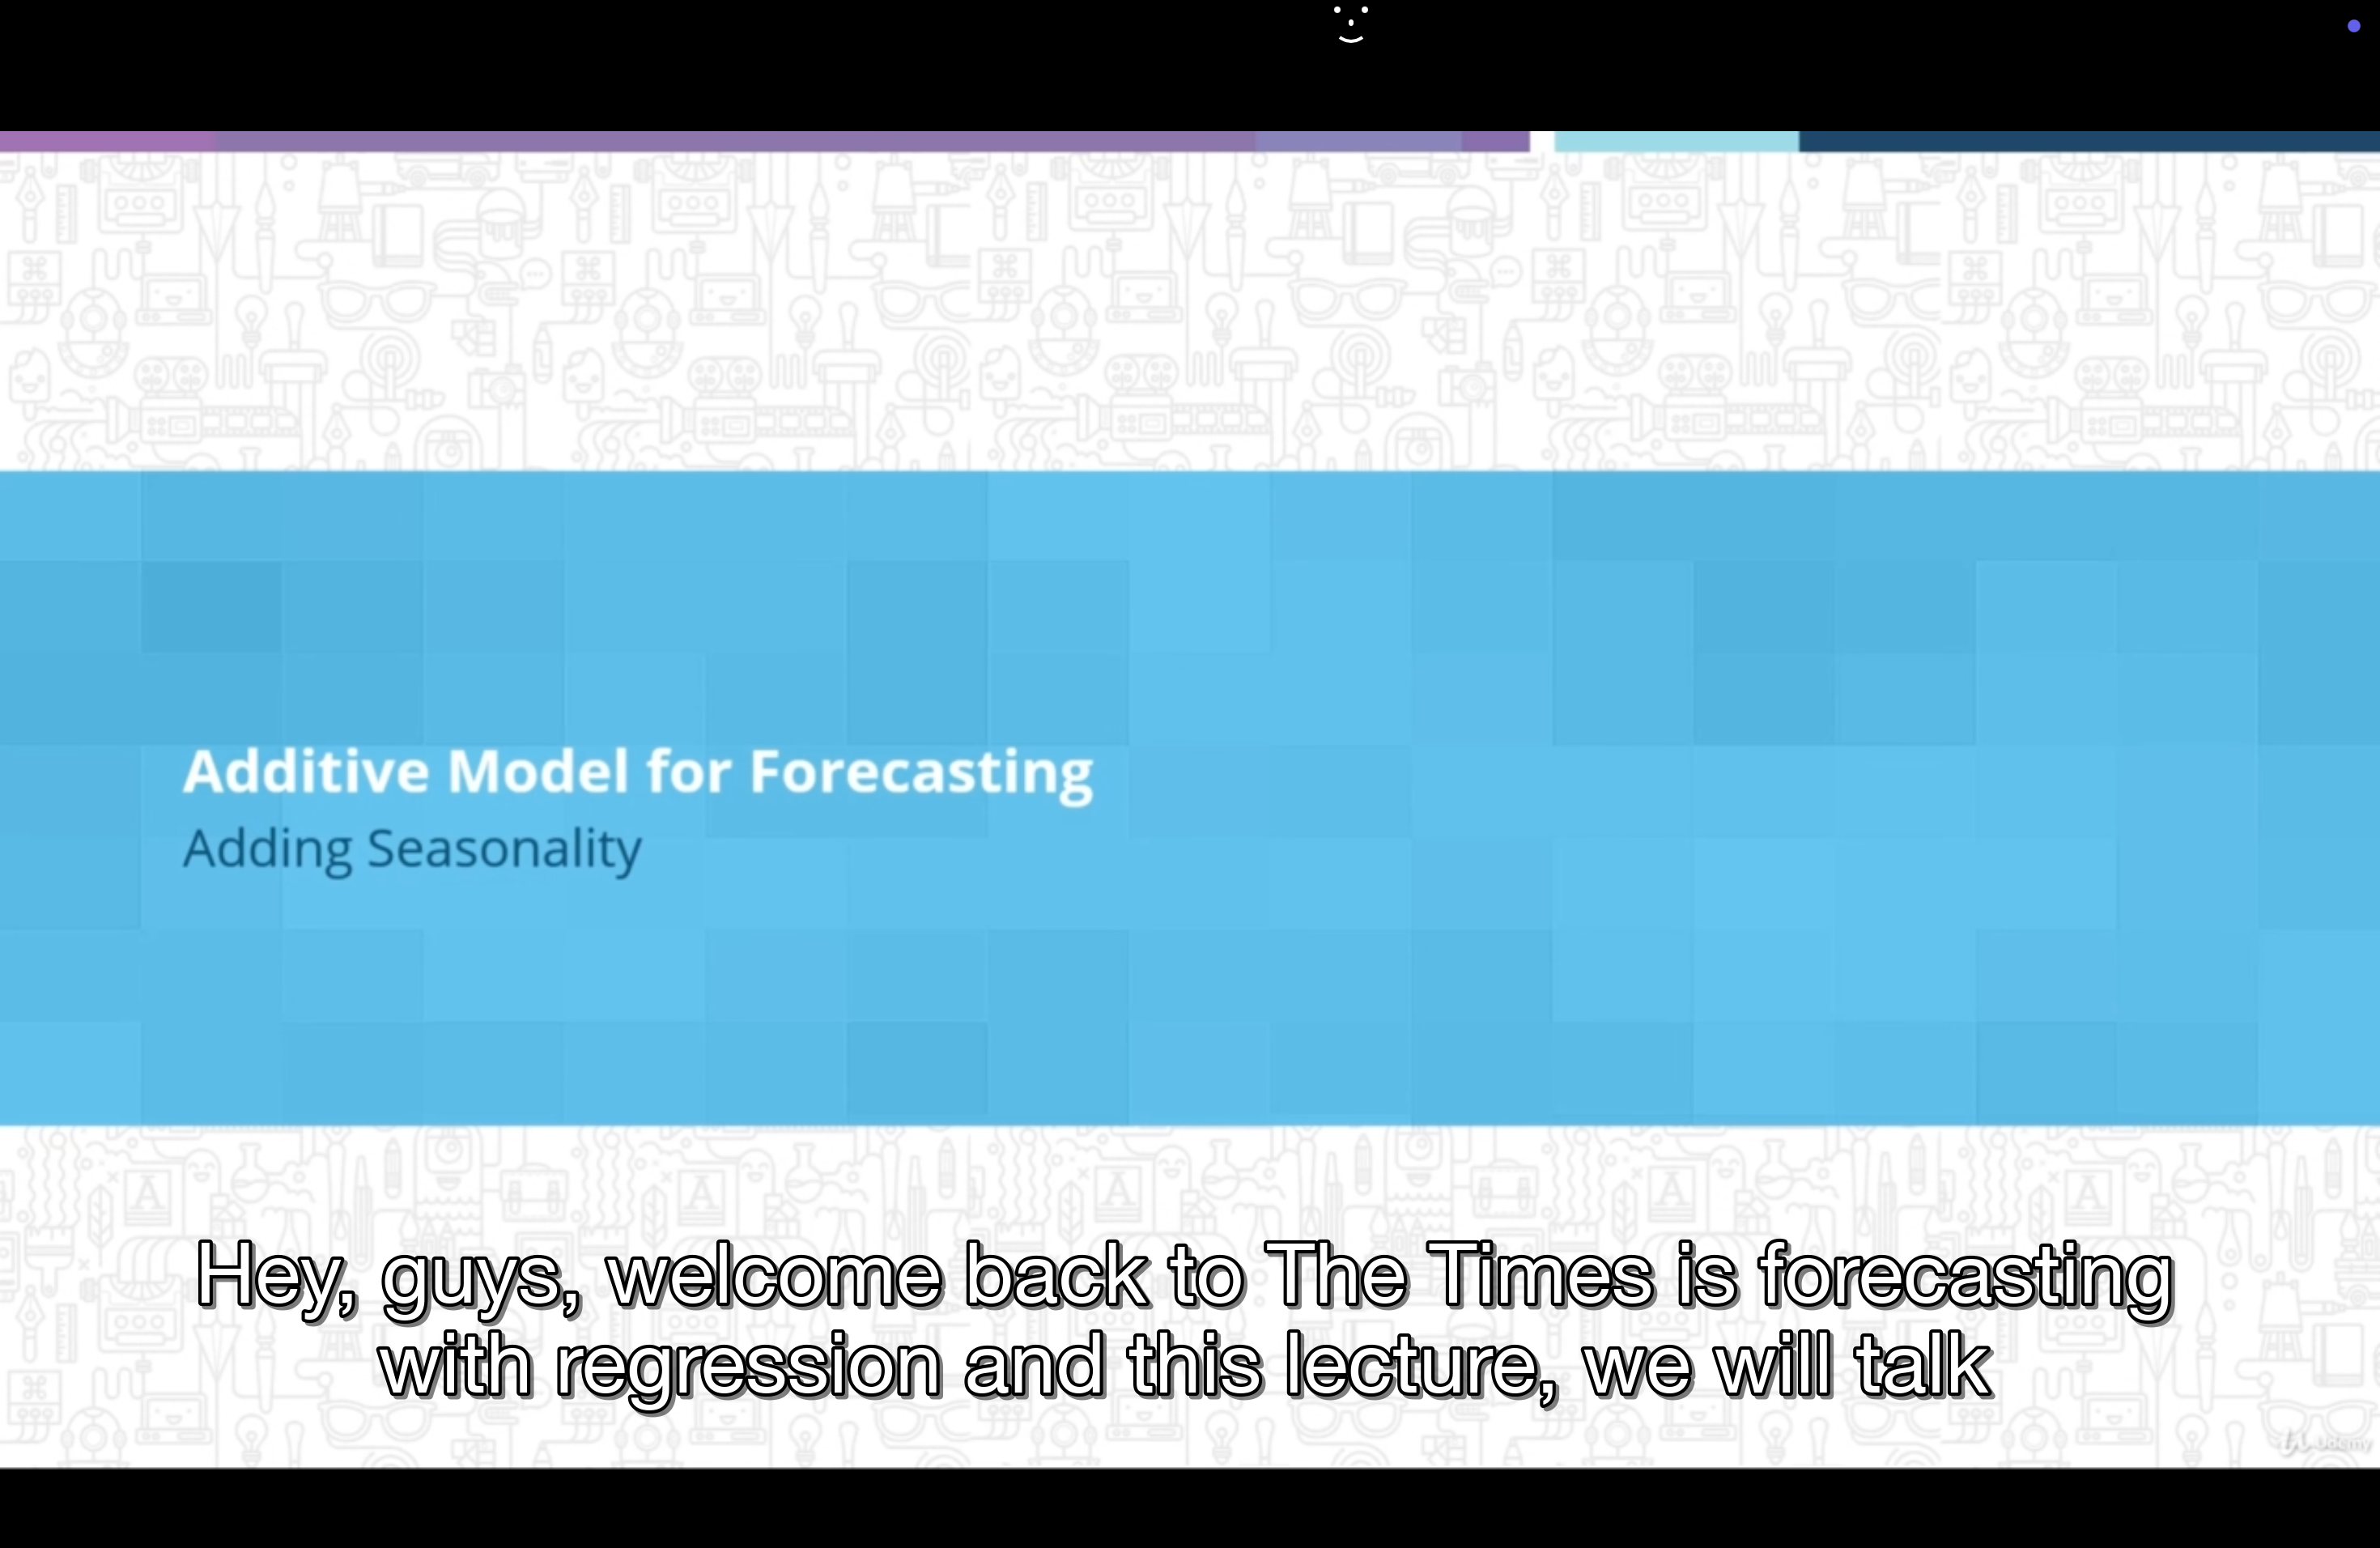 Additive Model for Forecasting
Adding Seasonality
Hey, guys, welcome back to The Times is forecasting
with regression and this lecture, we will talk
Udemy